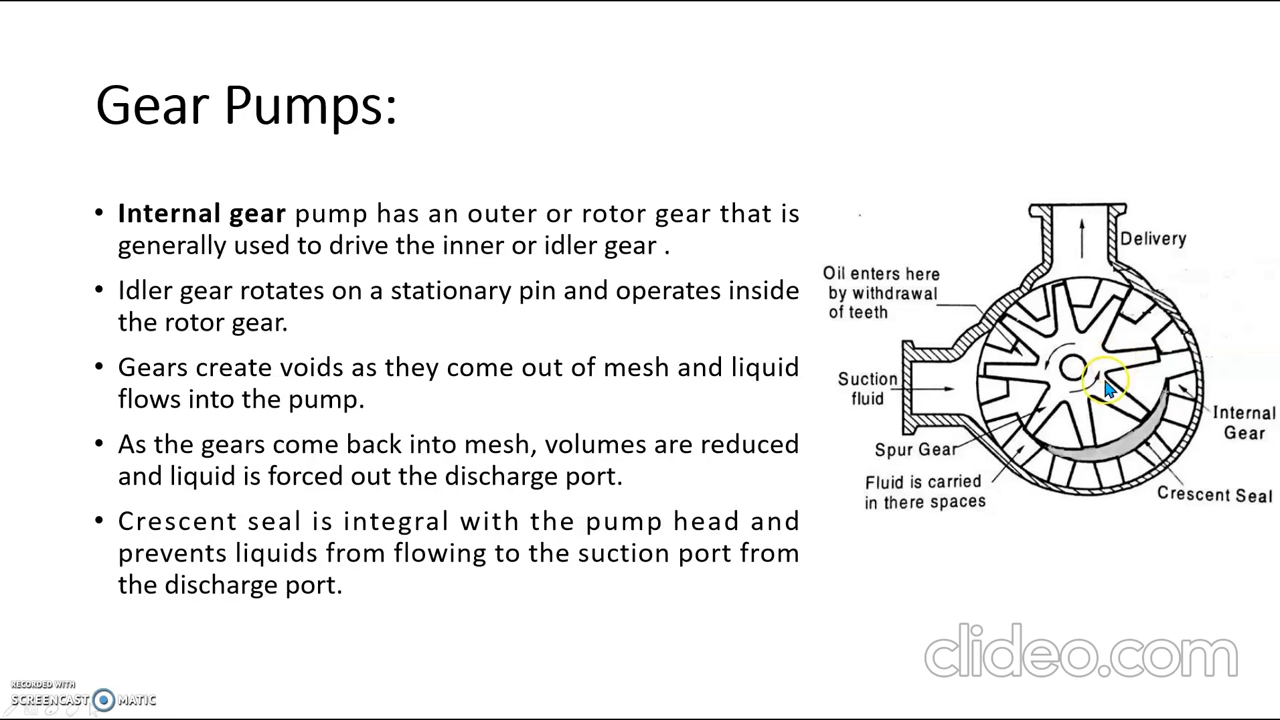 Gear Pumps:
• Internal gear pump has an outer or rotor gear that is
generally used to drive the inner or idler gear .
• Idler gear rotates on a stationary pin and operates inside
the rotor gear.
• Gears create voids as they come out of mesh and liquid
flows into the pump.
• As the gears come back into mesh, volumes are reduced
and liquid is forced out the discharge port.
• Crescent seal is integral with the pump head and
prevents liquids from flowing to the suction port from
the discharge port.
Delivery
Oil enters here
by withdrawal
of teeth
Suction
fluid
Internal
Gear
Spur Gear
Fluid is carried
in there spaces
Crescent Seal
clideo.com
RECORDED WITH
SCREENCAST MATIC